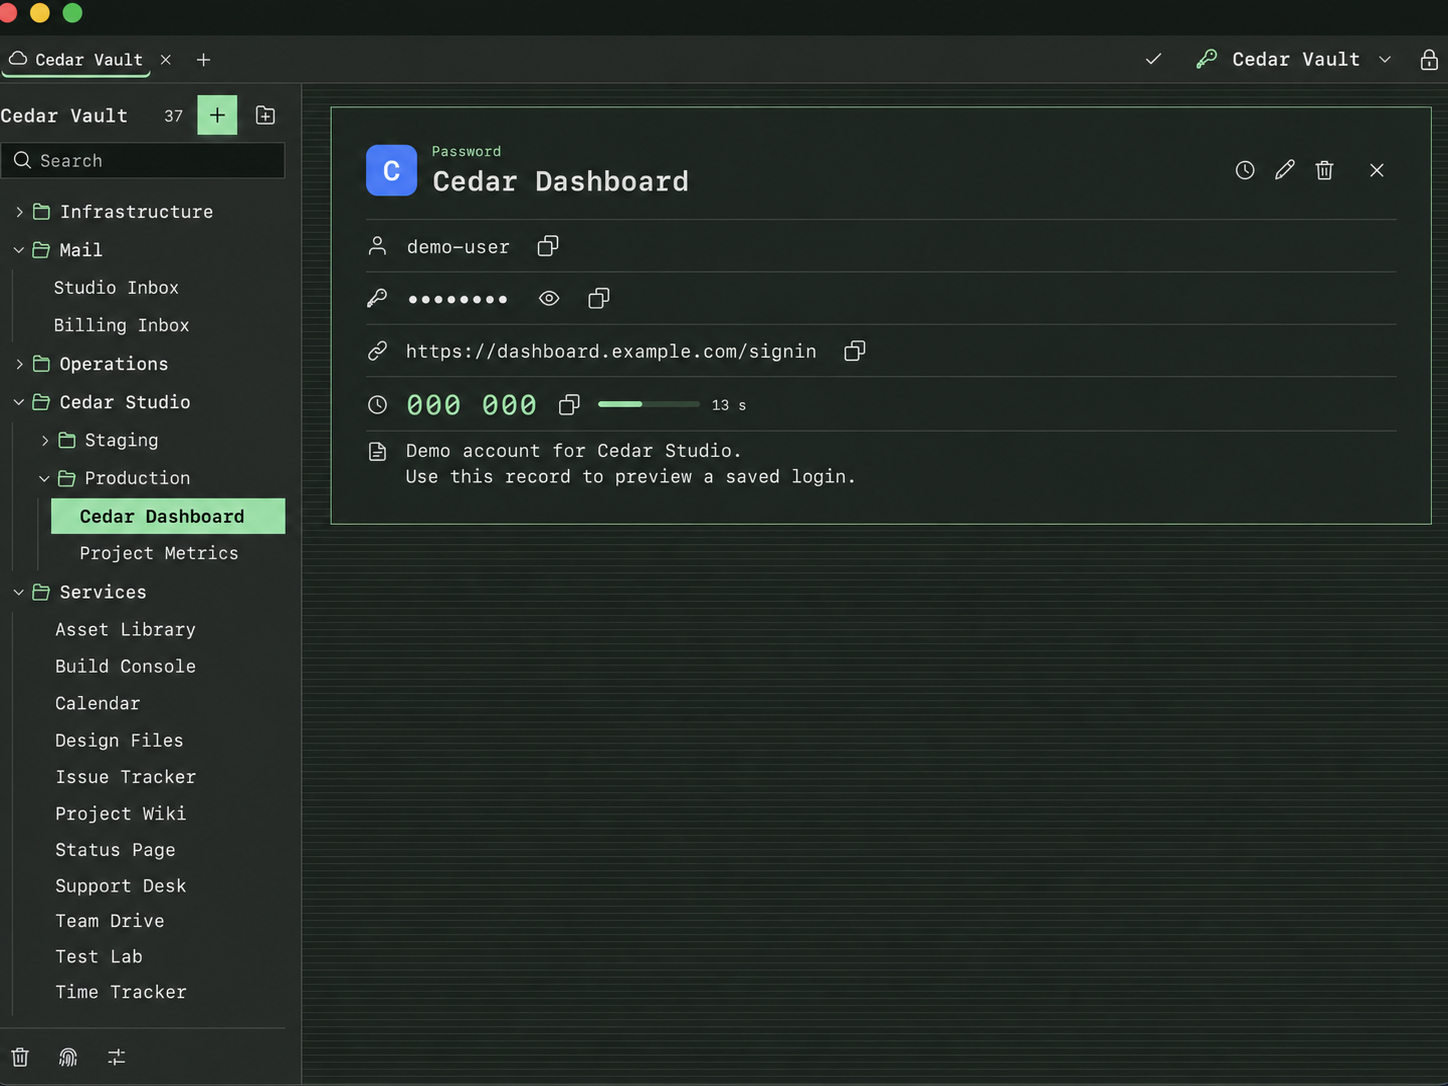 Cedar Vault
Cedar Vault
Cedar Vault 37
Search
Infrastructure
Mail
Studio Inbox
Billing Inbox
Operations
Cedar Studio
Staging
Production
Cedar Dashboard
Project Metrics
Services
Asset Library
Build Console
Calendar
Design Files
Issue Tracker
Project Wiki
Status Page
Support Desk
Team Drive
Test Lab
Time Tracker
C
Password
Cedar Dashboard
demo-user
••••••••
https://dashboard.example.com/signin
000 000 13 s
Demo account for Cedar Studio.
Use this record to preview a saved login.